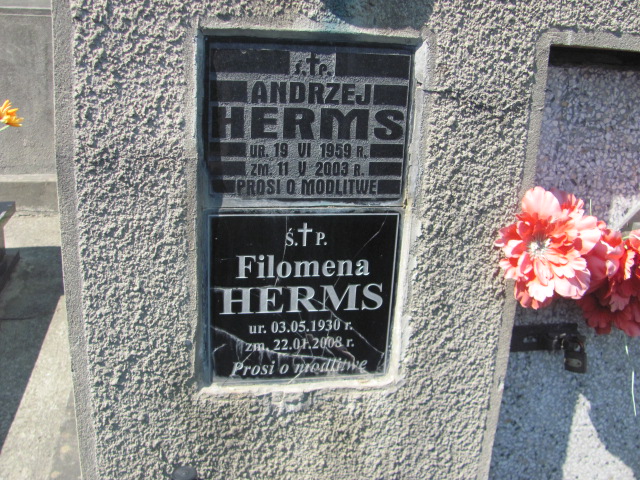 Ś.✝P.
ANDRZEJ
HERMS
ur. 19 VI 1959 r.
zm. 11 V 2003 r.
PROSI O MODLITWĘ
Ś.✝P.
Filomena
HERMS
ur. 03.05.1930 r.
zm. 22.01.2008 r.
Prosi o modlitwę